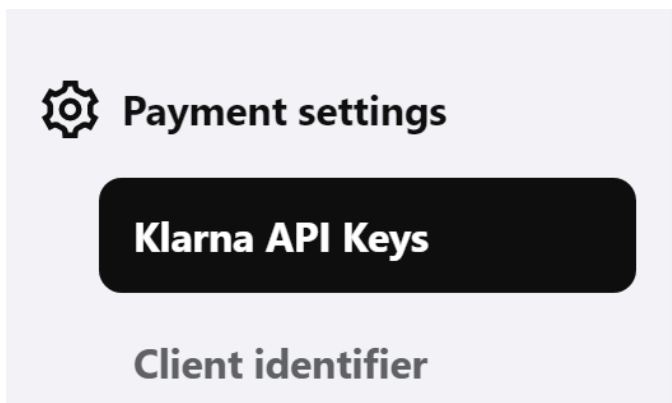 Payment settings
Klarna API Keys
Client identifier